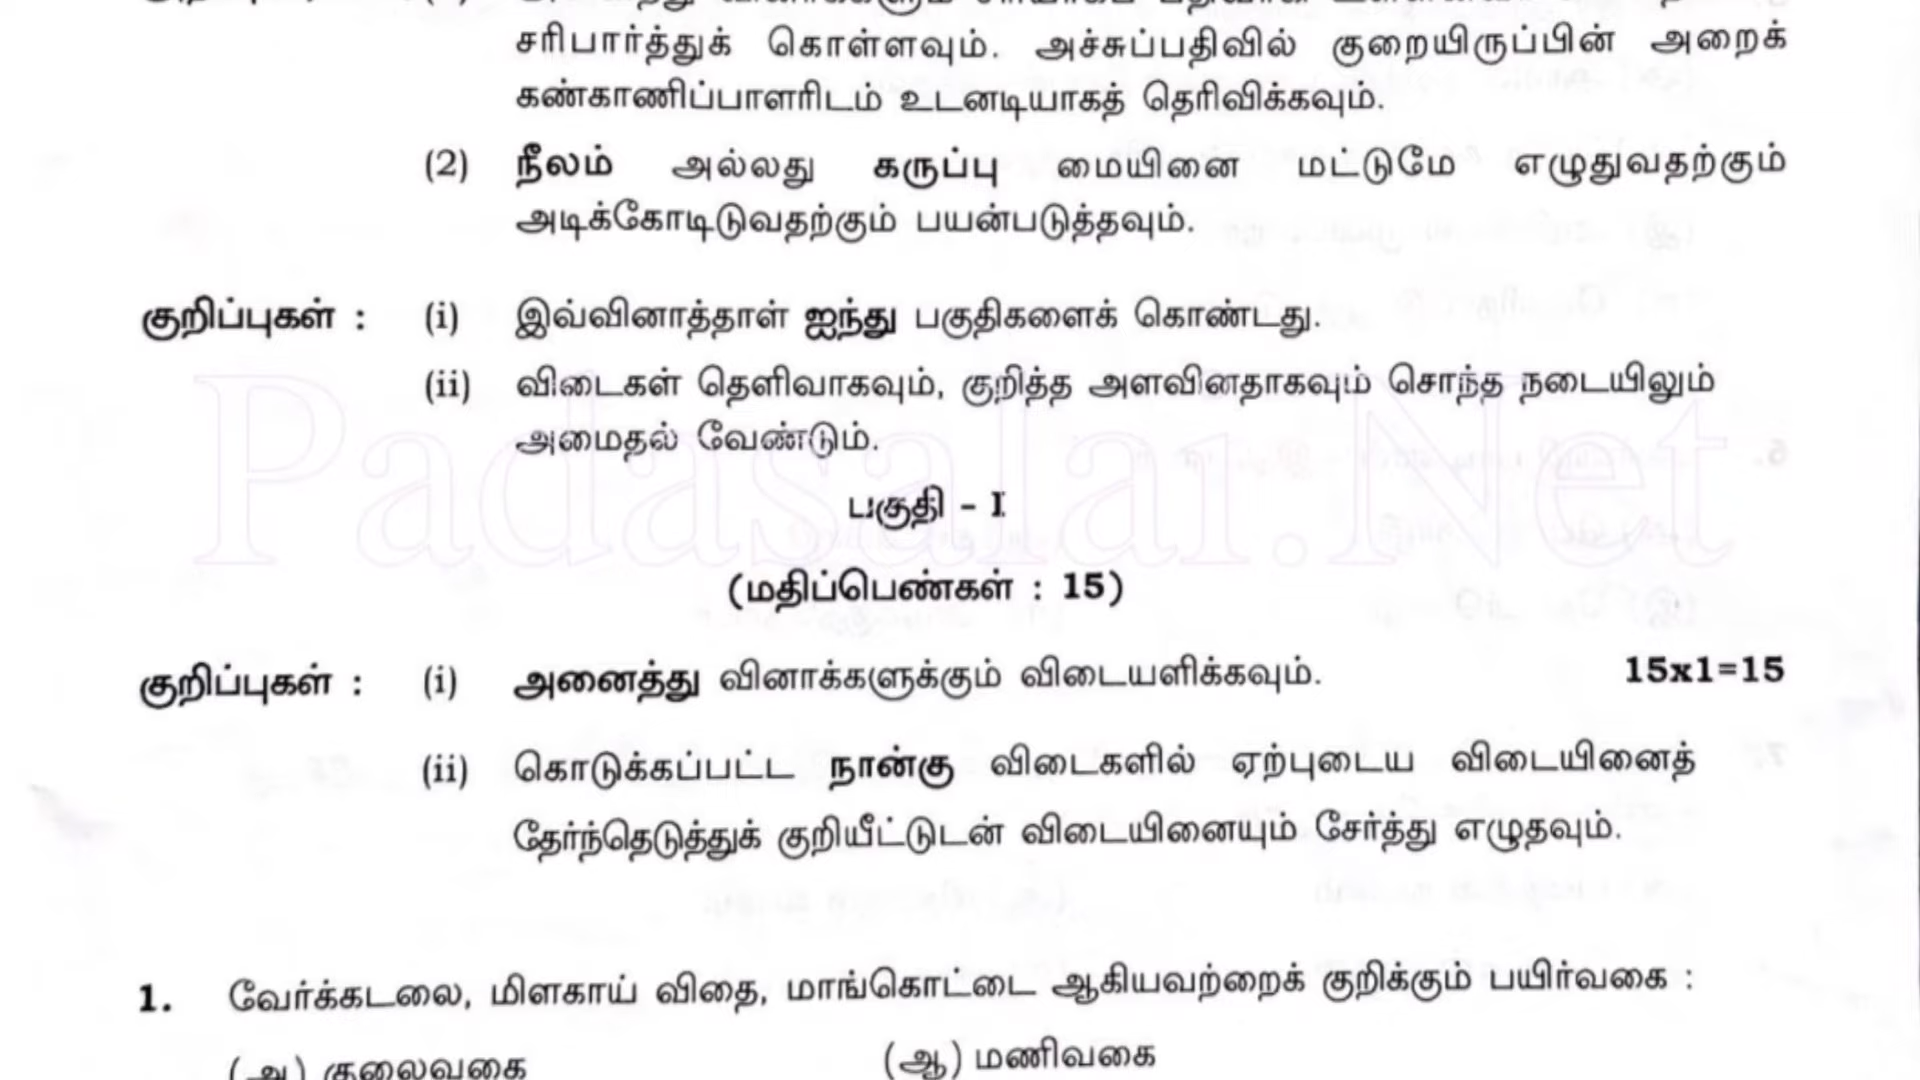 சரிபார்த்துக் கொள்ளவும். அச்சுப்பதிவில் குறையிருப்பின் அறைக்
கண்காணிப்பாளரிடம் உடனடியாகத் தெரிவிக்கவும்.
(2) நீலம் அல்லது கருப்பு மையினை மட்டுமே எழுதுவதற்கும்
அடிக்கோடிடுவதற்கும் பயன்படுத்தவும்.
குறிப்புகள் : (i) இவ்வினாத்தாள் ஐந்து பகுதிகளைக் கொண்டது.
(ii) விடைகள் தெளிவாகவும், குறித்த அளவினதாகவும் சொந்த நடையிலும்
அமைதல் வேண்டும்.
Padasalai.Net
பகுதி - I
(மதிப்பெண்கள் : 15)
குறிப்புகள் : (i) அனைத்து வினாக்களுக்கும் விடையளிக்கவும். 15x1=15
(ii) கொடுக்கப்பட்ட நான்கு விடைகளில் ஏற்புடைய விடையினைத்
தேர்ந்தெடுத்துக் குறியீட்டுடன் விடையினையும் சேர்த்து எழுதவும்.
1. வேர்க்கடலை, மிளகாய் விதை, மாங்கொட்டை ஆகியவற்றைக் குறிக்கும் பயிர்வகை :
(அ) குலைவகை (ஆ) மணிவகை